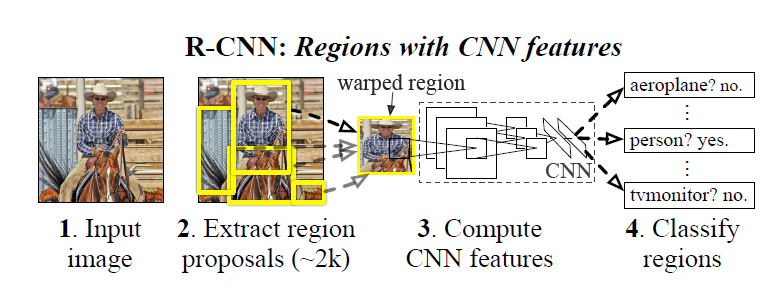 R-CNN: Regions with CNN features
warped region
aeroplane? no.
⋮
person? yes.
⋮
tvmonitor? no.
CNN
1. Input
image
2. Extract region
proposals (~2k)
3. Compute
CNN features
4. Classify
regions